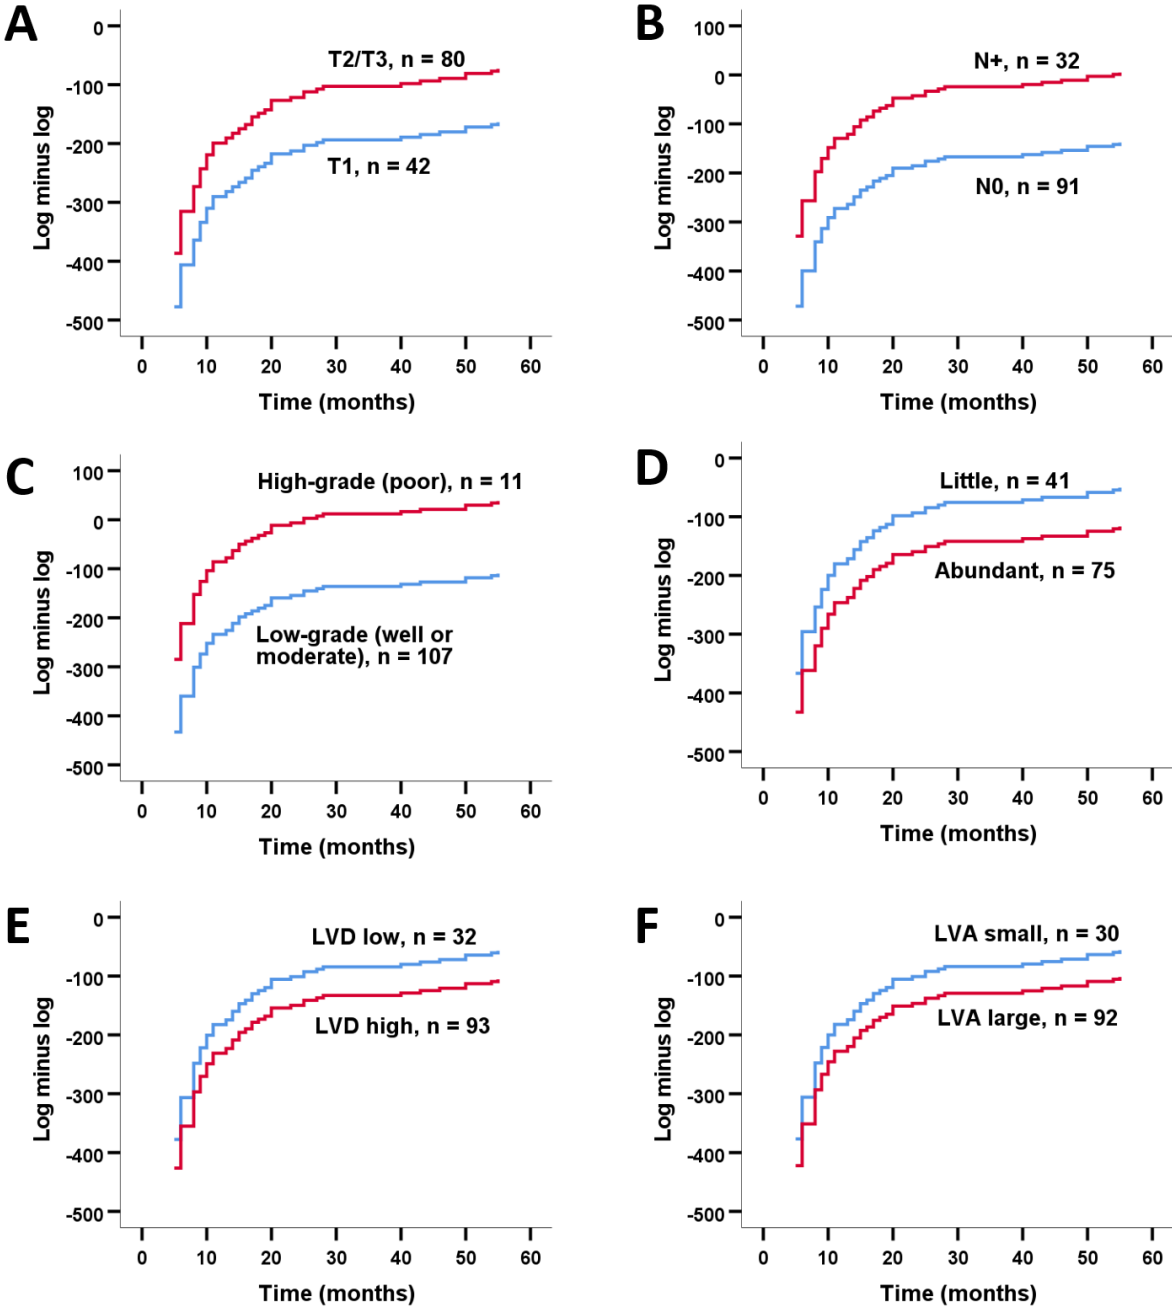 A
0
-100
-200
-300
-400
-500
Log minus log
T2/T3, n = 80
T1, n = 42
0 10 20 30 40 50 60
Time (months)
B
100
0
-100
-200
-300
-400
-500
Log minus log
N+, n = 32
N0, n = 91
0 10 20 30 40 50 60
Time (months)
C
100
0
-100
-200
-300
-400
-500
Log minus log
High-grade (poor), n = 11
Low-grade (well or
moderate), n = 107
0 10 20 30 40 50 60
Time (months)
D
0
-100
-200
-300
-400
-500
Log minus log
Little, n = 41
Abundant, n = 75
0 10 20 30 40 50 60
Time (months)
E
0
-100
-200
-300
-400
-500
Log minus log
LVD low, n = 32
LVD high, n = 93
0 10 20 30 40 50 60
Time (months)
F
0
-100
-200
-300
-400
-500
Log minus log
LVA small, n = 30
LVA large, n = 92
0 10 20 30 40 50 60
Time (months)